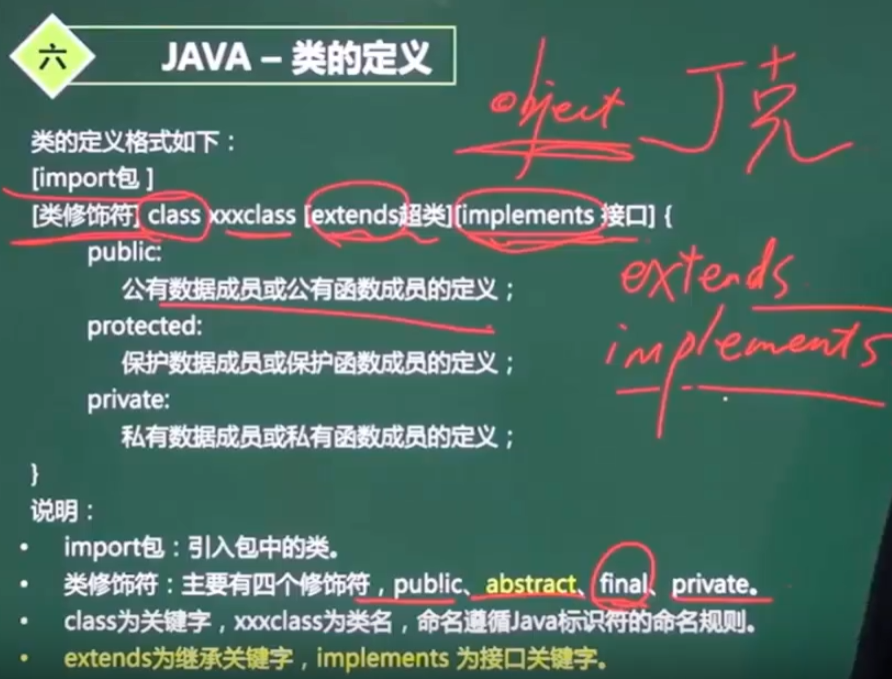 六
JAVA – 类的定义
object 丁克
类的定义格式如下：
[import包 ]
[类修饰符] class xxxclass [extends超类][implements 接口] {
public:
extends
公有数据成员或公有函数成员的定义；
protected:
implements
保护数据成员或保护函数成员的定义；
private:
私有数据成员或私有函数成员的定义；
}
说明：
• import包：引入包中的类。
• 类修饰符：主要有四个修饰符，public、abstract、final、private。
• class为关键字，xxxclass为类名，命名遵循Java标识符的命名规则。
• extends为继承关键字，implements 为接口关键字。